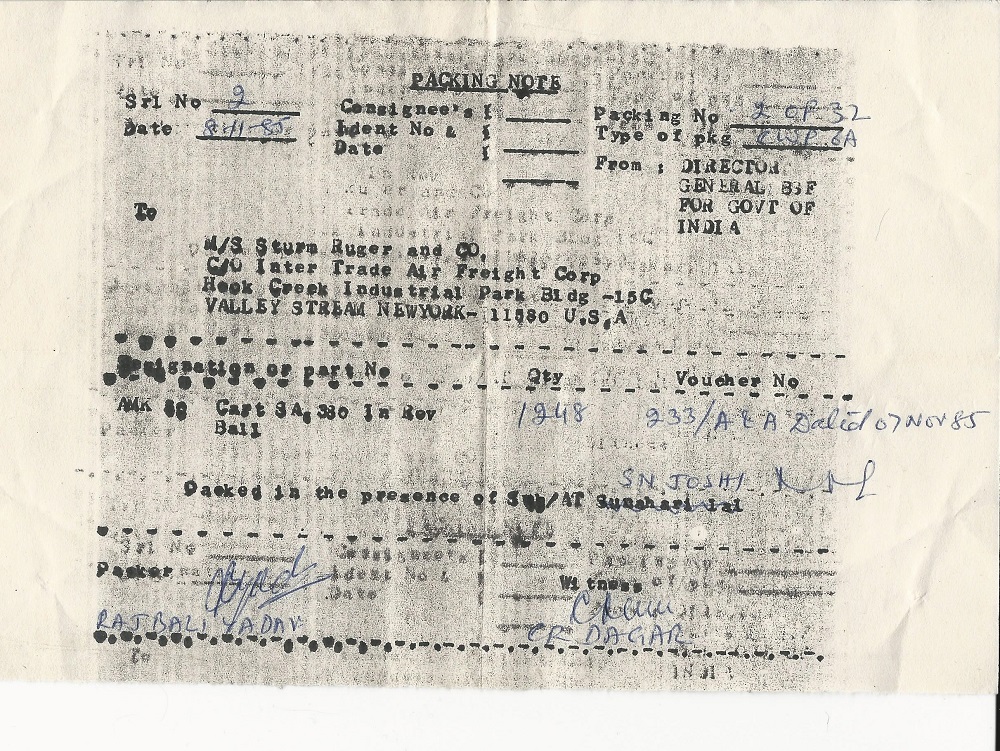 PACKING NOTE
Srl No 2
Date 8-11-85
Consignee's
Ident No &
Date
Packing No 2 OF 32
Type of pkg
From : DIRECTOR
GENERAL BSF
FOR GOVT OF
INDIA
To
M/S Sturm Ruger and CO.
C/O Inter Trade Air Freight Corp
Hook Creek Industrial Park Bldg -15C
VALLEY STREAM NEWYORK- 11580 U.S.A
Designation or part No Qty Voucher No
AMK Cart SA. 380 In Rev 1248 233/A&A Dated 07 Nov 85
Ball
SN JOSHI
Packed in the presence of /AT
Packer Witness
RAJBALI YADAV CR DAGAR